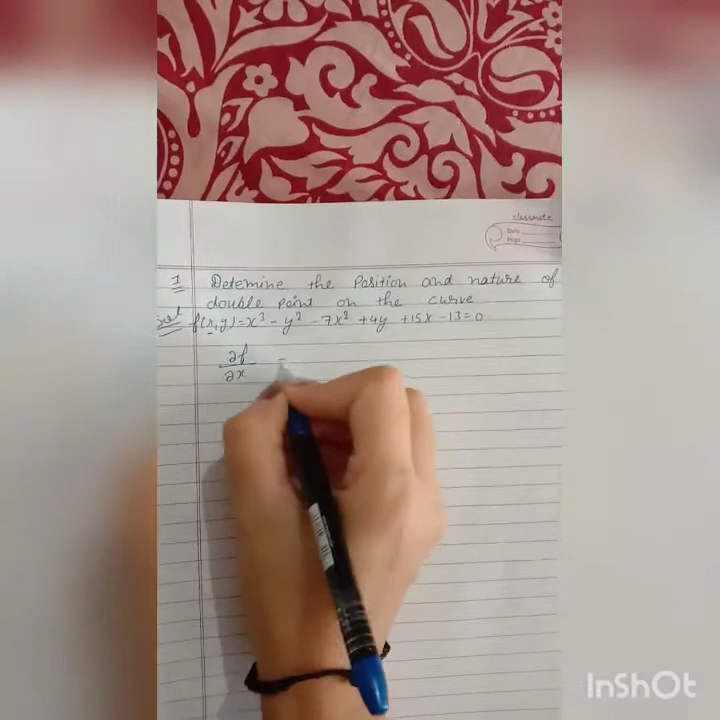 classmate
Date
Page
1 Detemine the Position and nature of
double point on the curve
Sol f(x,y)=x³ - y² - 7x² + 4y + 15x - 13 = 0
∂f/∂x =
InShOt